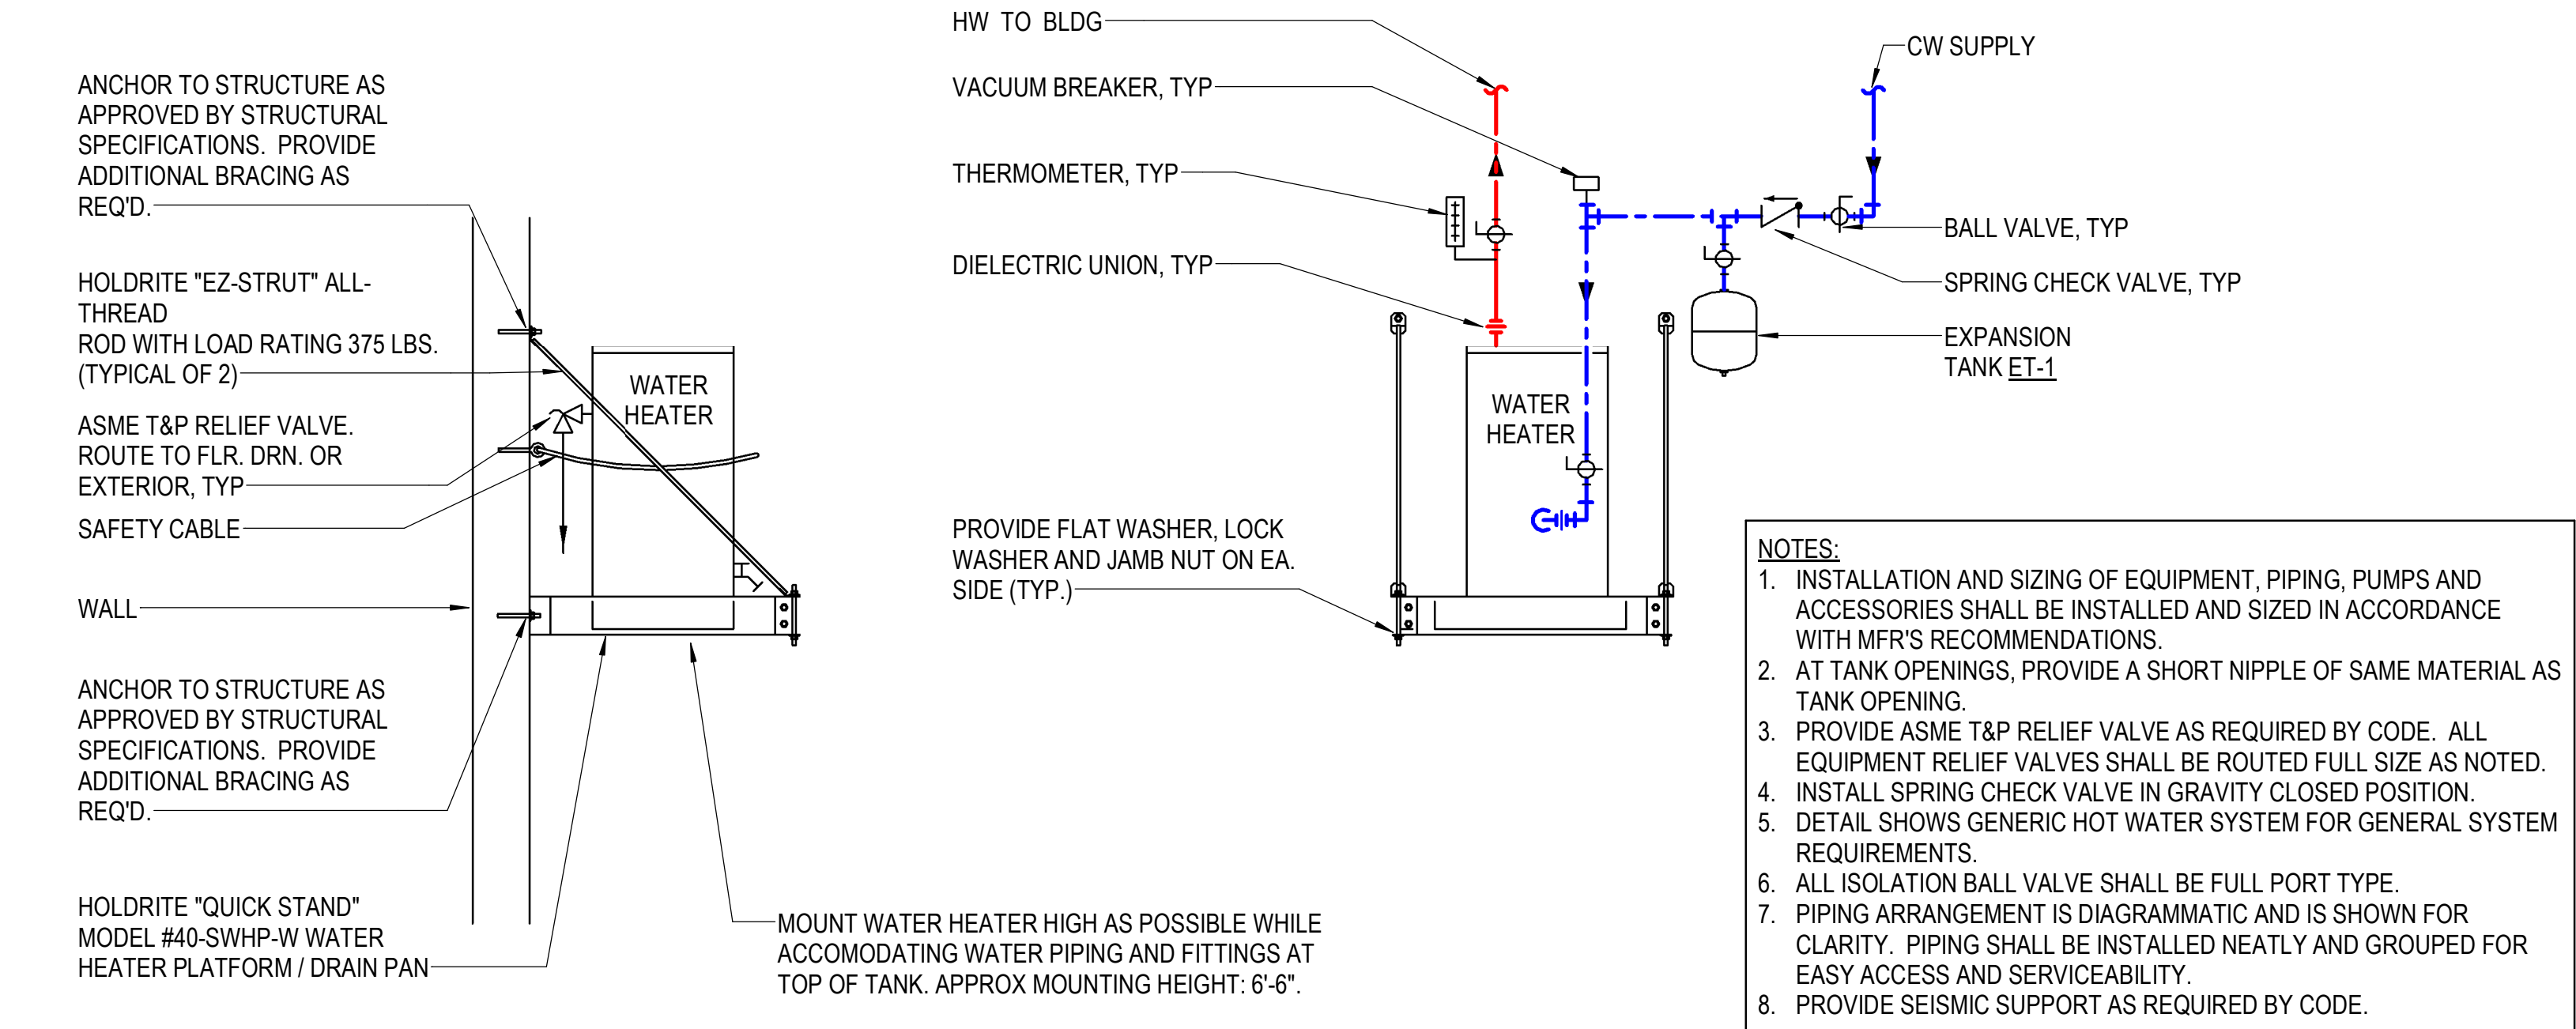 ANCHOR TO STRUCTURE AS
APPROVED BY STRUCTURAL
SPECIFICATIONS.  PROVIDE
ADDITIONAL BRACING AS
REQ'D.
HOLDRITE "EZ-STRUT" ALL-
THREAD
ROD WITH LOAD RATING 375 LBS.
(TYPICAL OF 2)
ASME T&P RELIEF VALVE.
ROUTE TO FLR. DRN. OR
EXTERIOR, TYP
SAFETY CABLE
WALL
ANCHOR TO STRUCTURE AS
APPROVED BY STRUCTURAL
SPECIFICATIONS.  PROVIDE
ADDITIONAL BRACING AS
REQ'D.
HOLDRITE "QUICK STAND"
MODEL #40-SWHP-W WATER
HEATER PLATFORM / DRAIN PAN
WATER
HEATER
MOUNT WATER HEATER HIGH AS POSSIBLE WHILE
ACCOMODATING WATER PIPING AND FITTINGS AT
TOP OF TANK. APPROX MOUNTING HEIGHT: 6'-6".
HW TO BLDG
VACUUM BREAKER, TYP
THERMOMETER, TYP
DIELECTRIC UNION, TYP
PROVIDE FLAT WASHER, LOCK
WASHER AND JAMB NUT ON EA.
SIDE (TYP.)
WATER
HEATER
CW SUPPLY
BALL VALVE, TYP
SPRING CHECK VALVE, TYP
EXPANSION
TANK ET-1
NOTES:
1. INSTALLATION AND SIZING OF EQUIPMENT, PIPING, PUMPS AND
ACCESSORIES SHALL BE INSTALLED AND SIZED IN ACCORDANCE
WITH MFR'S RECOMMENDATIONS.
2. AT TANK OPENINGS, PROVIDE A SHORT NIPPLE OF SAME MATERIAL AS
TANK OPENING.
3. PROVIDE ASME T&P RELIEF VALVE AS REQUIRED BY CODE.  ALL
EQUIPMENT RELIEF VALVES SHALL BE ROUTED FULL SIZE AS NOTED.
4. INSTALL SPRING CHECK VALVE IN GRAVITY CLOSED POSITION.
5. DETAIL SHOWS GENERIC HOT WATER SYSTEM FOR GENERAL SYSTEM
REQUIREMENTS.
6. ALL ISOLATION BALL VALVE SHALL BE FULL PORT TYPE.
7. PIPING ARRANGEMENT IS DIAGRAMMATIC AND IS SHOWN FOR
CLARITY.  PIPING SHALL BE INSTALLED NEATLY AND GROUPED FOR
EASY ACCESS AND SERVICEABILITY.
8. PROVIDE SEISMIC SUPPORT AS REQUIRED BY CODE.